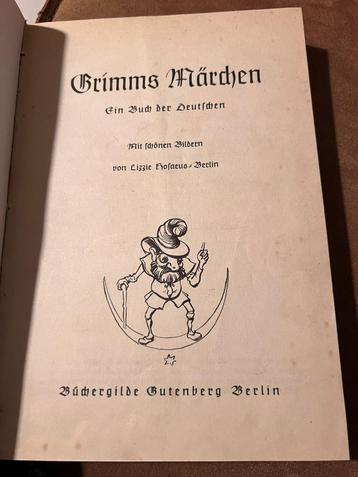 Grimms Märchen
Ein Buch der Deutschen
Mit schönen Bildern
von Lizzie Hosaeus-Berlin
Büchergilde Gutenberg Berlin